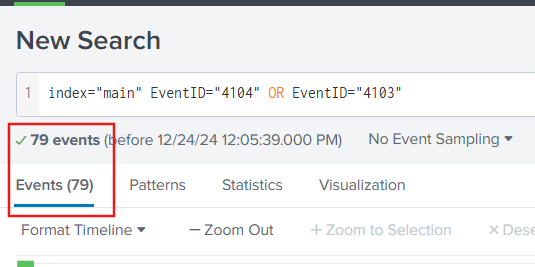 New Search
1 index="main" EventID="4104" OR EventID="4103"
✓ 79 events (before 12/24/24 12:05:39.000 PM) No Event Sampling ▾
Events (79) Patterns Statistics Visualization
Format Timeline ▾ — Zoom Out + Zoom to Selection × Dese